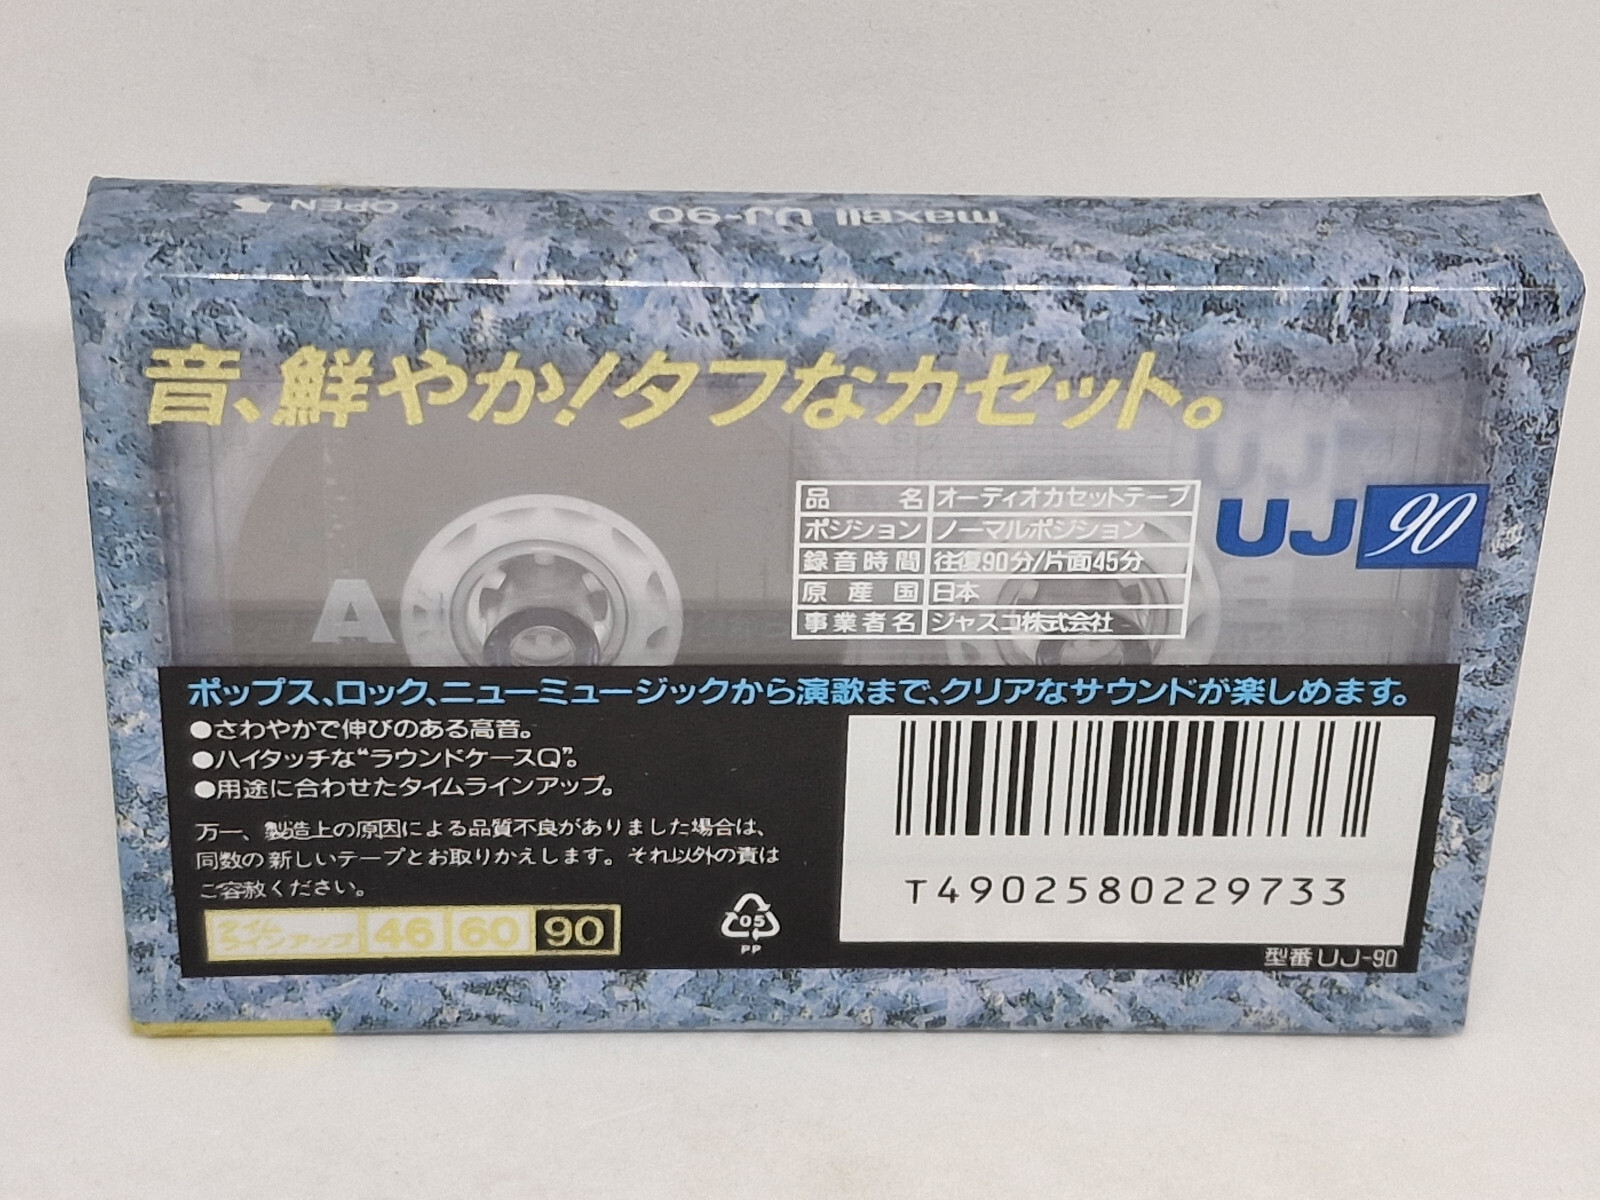 OPEN
maxell UJ-90
音、鮮やか!タフなカセット。
UJ 90
品名 オーディオカセットテープ
ポジション ノーマルポジション
録音時間 往復90分/片面45分
原産国 日本
事業者名 ジャスコ株式会社
A
ポップス、ロック、ニューミュージックから演歌まで、クリアなサウンドが楽しめます。
●さわやかで伸びのある高音。
●ハイタッチな“ラウンドケースQ”。
●用途に合わせたタイムラインアップ。
万一、製造上の原因による品質不良がありました場合は、
同数の新しいテープとお取りかえします。それ以外の責は
ご容赦ください。
タイム
ラインアップ 46 60 90
05
PP
T4902580229733
型番UJ-90